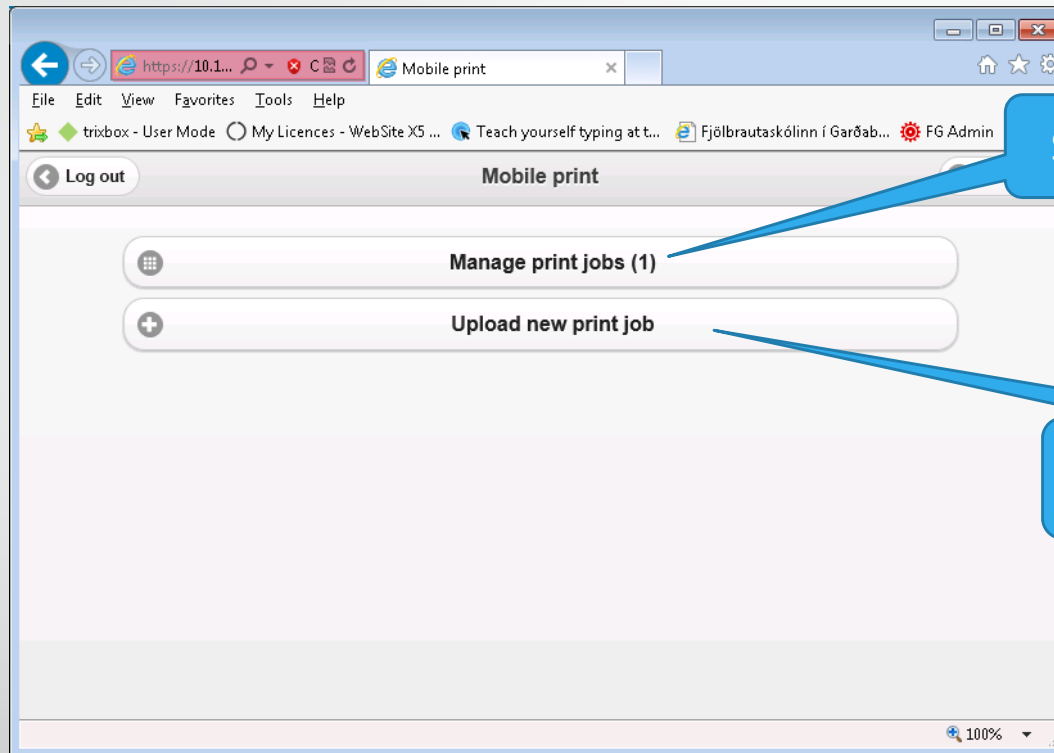 https://10.1... C Mobile print
File Edit View Favorites Tools Help
trixbox - User Mode My Licences - WebSite X5 ... Teach yourself typing at t... Fjölbrautaskólinn í Garðab... FG Admin
Log out Mobile print
Manage print jobs (1)
Upload new print job
100%